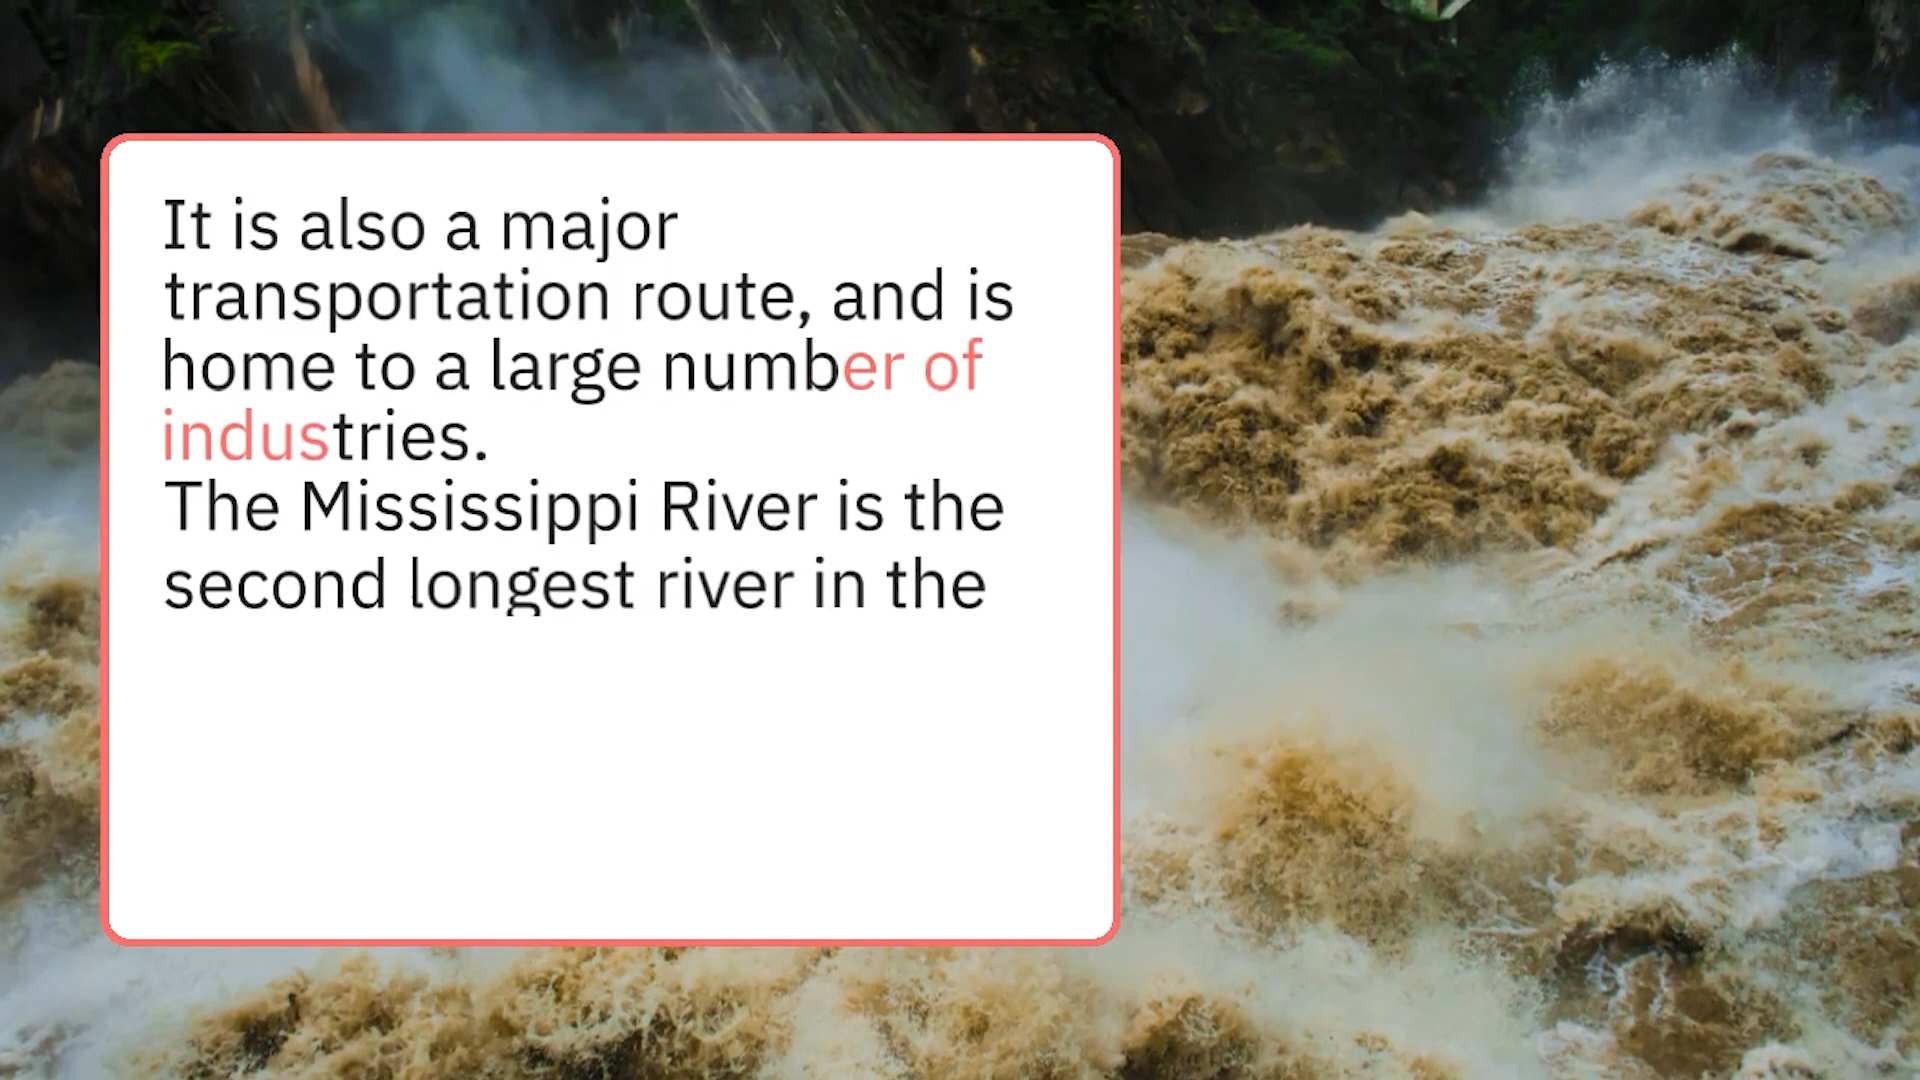 It is also a major
transportation route, and is
home to a large number of
industries.
The Mississippi River is the
second longest river in the